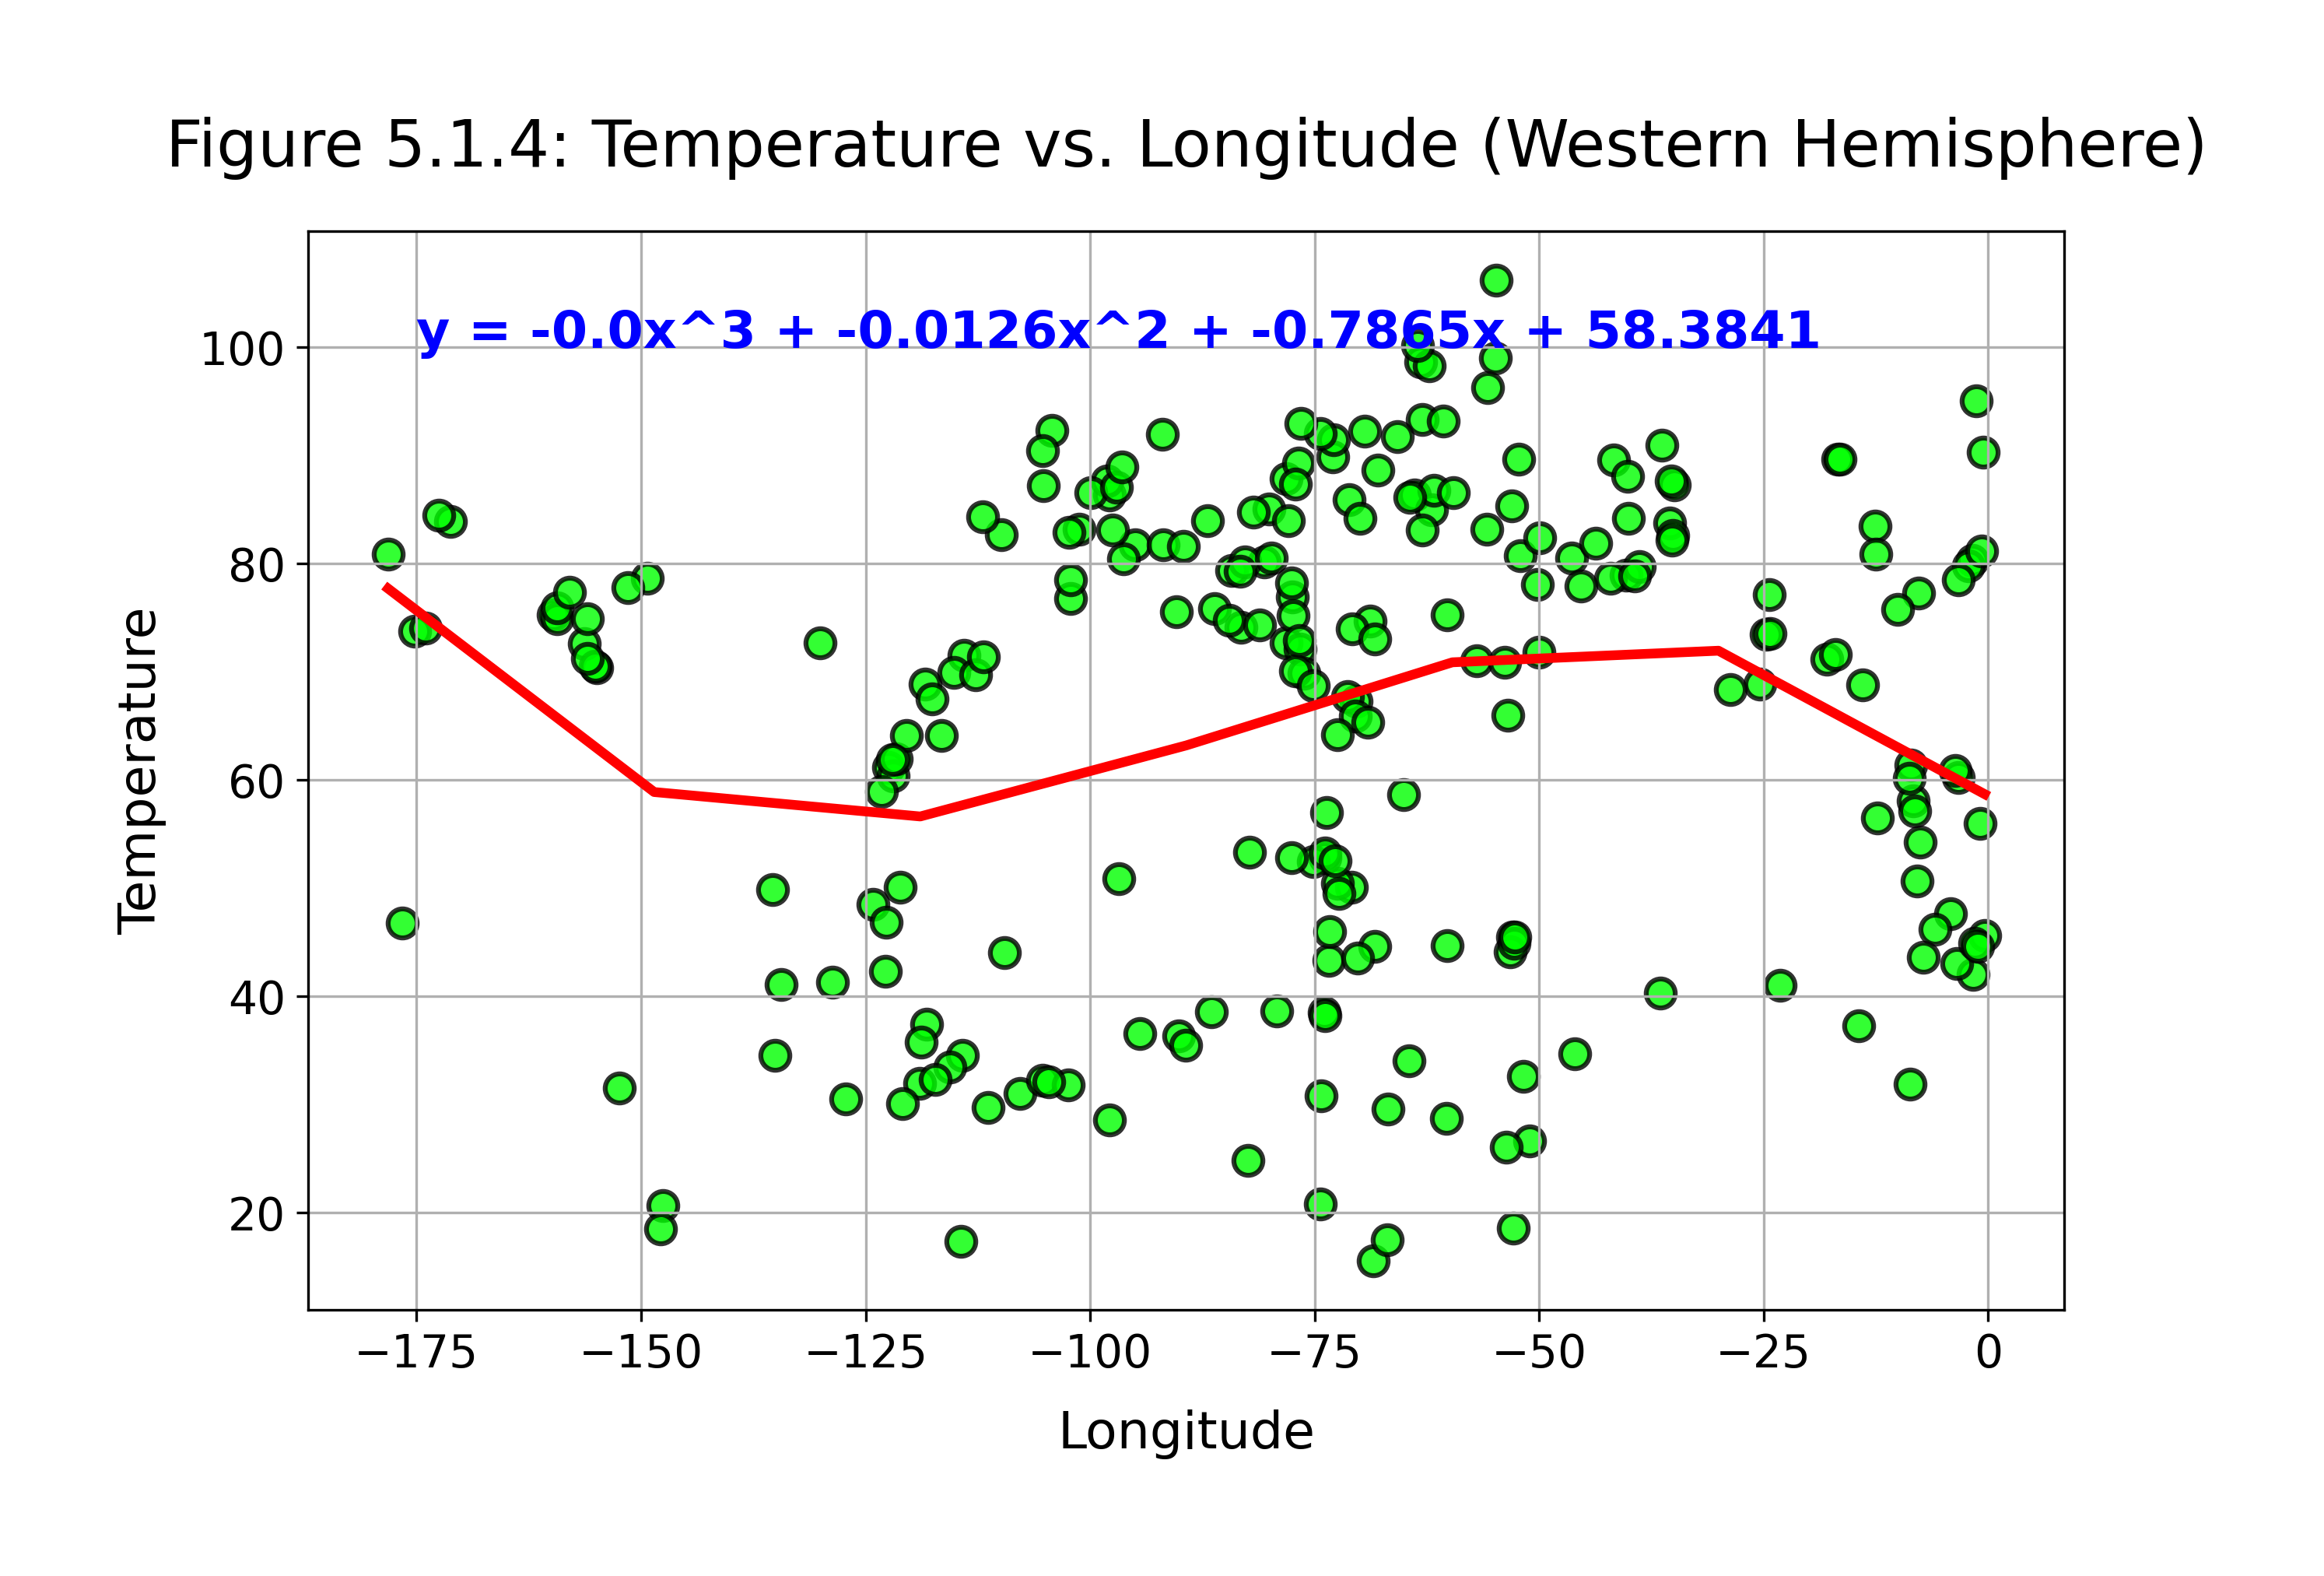 Figure 5.1.4: Temperature vs. Longitude (Western Hemisphere)
y = -0.0x^3 + -0.0126x^2 + -0.7865x + 58.3841
Temperature
100
80
60
40
20
−175 −150 −125 −100 −75 −50 −25 0
Longitude